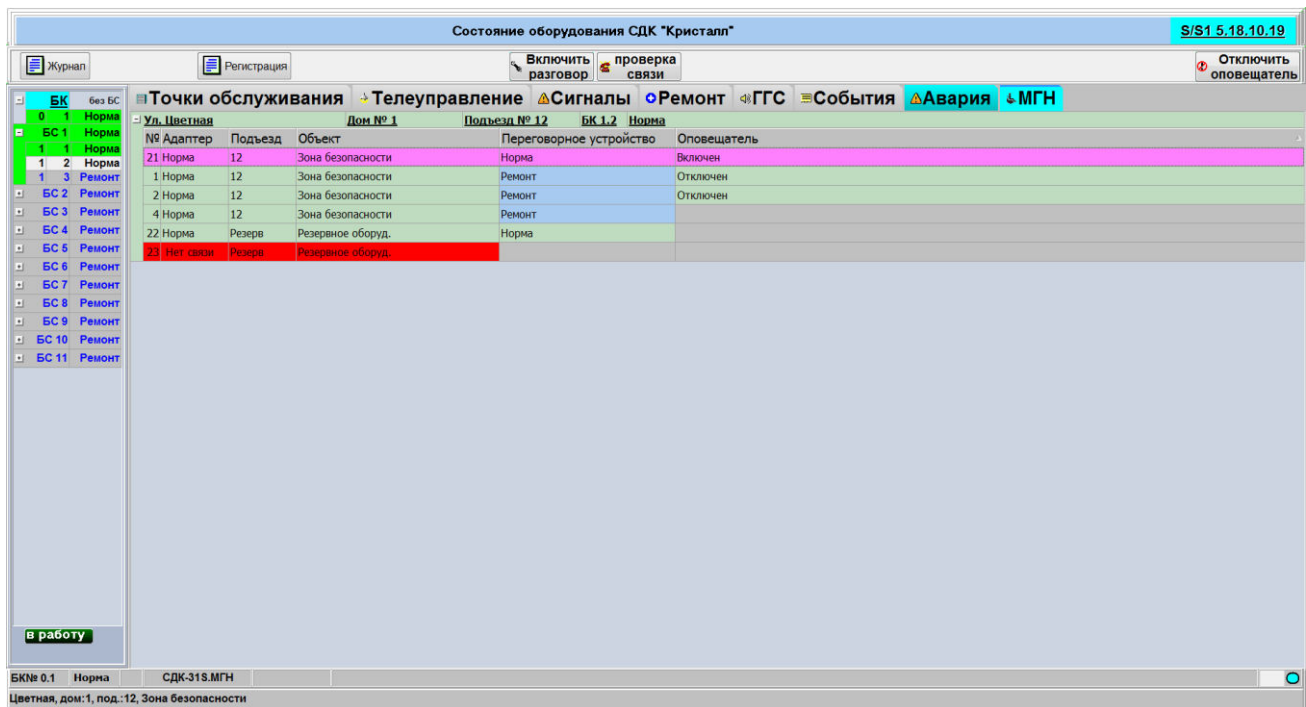 Состояние оборудования СДК "Кристалл" S/S1 5.18.10.19
Журнал Регистрация Включить разговор проверка связи Отключить оповещатель
БК без БС
0 1 Норма
БС 1 Норма
1 1 Норма
1 2 Норма
1 3 Ремонт
БС 2 Ремонт
БС 3 Ремонт
БС 4 Ремонт
БС 5 Ремонт
БС 6 Ремонт
БС 7 Ремонт
БС 8 Ремонт
БС 9 Ремонт
БС 10 Ремонт
БС 11 Ремонт
в работу
Точки обслуживания Телеуправление Сигналы Ремонт ГГС События Авария МГН
Ул. Цветная Дом № 1 Подъезд № 12 БК 1.2 Норма
№ Адаптер Подъезд Объект Переговорное устройство Оповещатель
21 Норма 12 Зона безопасности Норма Включен
1 Норма 12 Зона безопасности Ремонт Отключен
2 Норма 12 Зона безопасности Ремонт Отключен
4 Норма 12 Зона безопасности Ремонт
22 Норма Резерв Резервное оборуд. Норма
23 Нет связи Резерв Резервное оборуд.
БК№ 0.1 Норма СДК-31S.МГН
Цветная, дом:1, под.:12, Зона безопасности